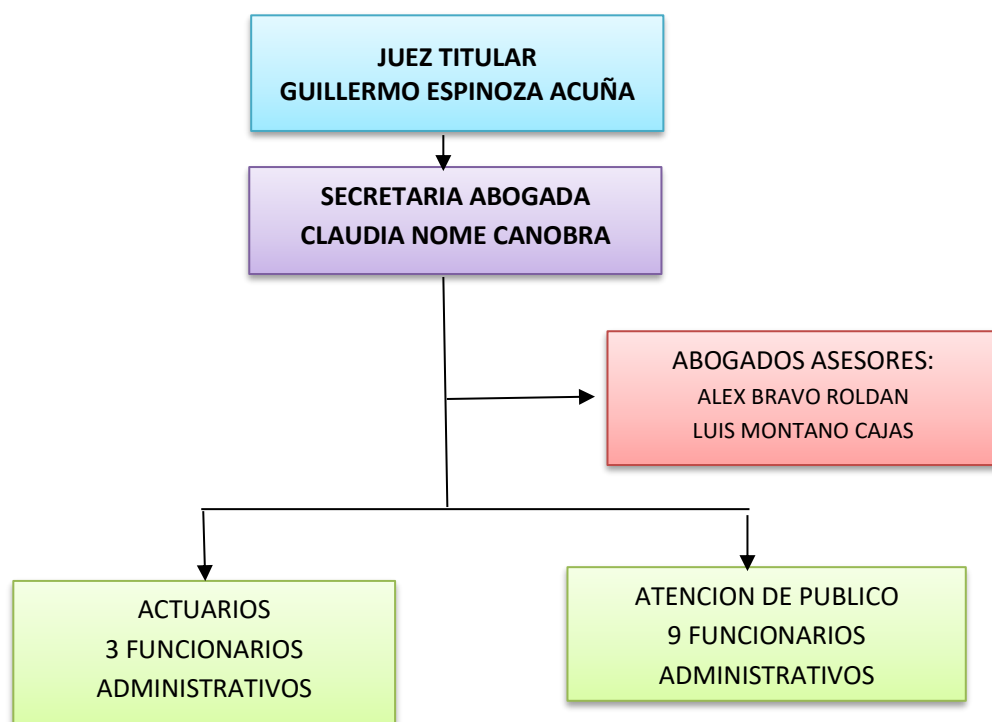 JUEZ TITULAR
GUILLERMO ESPINOZA ACUÑA
SECRETARIA ABOGADA
CLAUDIA NOME CANOBRA
ABOGADOS ASESORES:
ALEX BRAVO ROLDAN
LUIS MONTANO CAJAS
ACTUARIOS
3 FUNCIONARIOS
ADMINISTRATIVOS
ATENCION DE PUBLICO
9 FUNCIONARIOS
ADMINISTRATIVOS